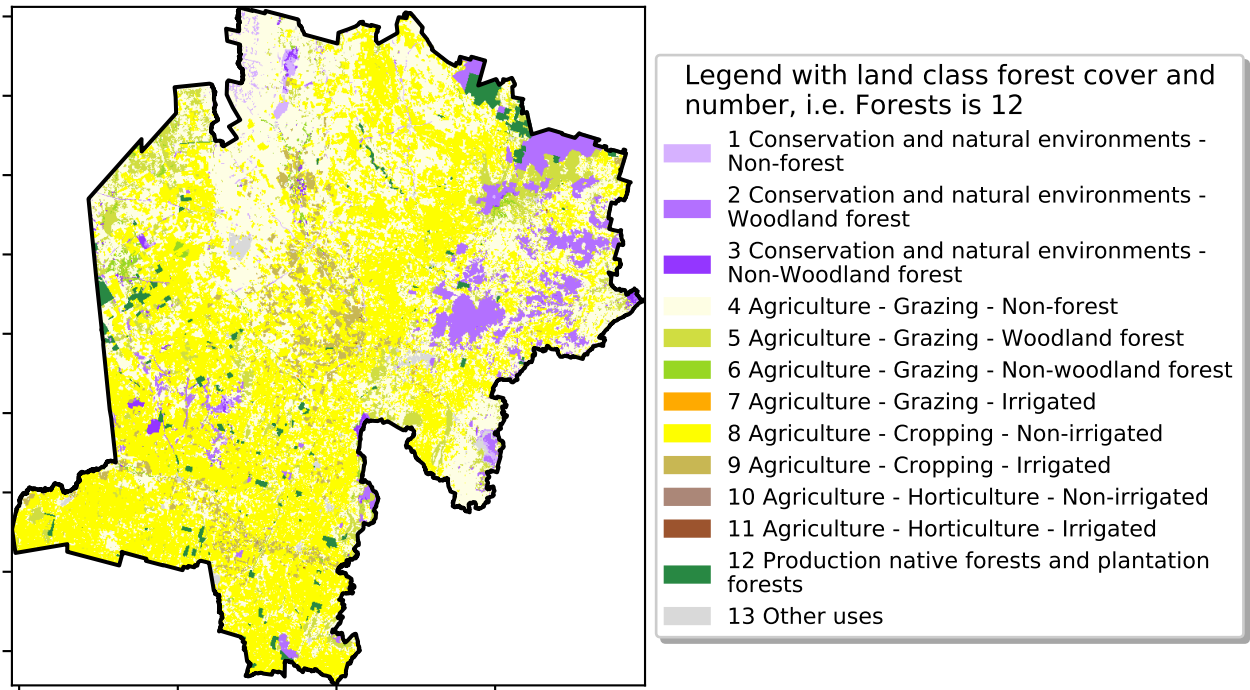 Legend with land class forest cover and
number, i.e. Forests is 12
1 Conservation and natural environments -
Non-forest
2 Conservation and natural environments -
Woodland forest
3 Conservation and natural environments -
Non-Woodland forest
4 Agriculture - Grazing - Non-forest
5 Agriculture - Grazing - Woodland forest
6 Agriculture - Grazing - Non-woodland forest
7 Agriculture - Grazing - Irrigated
8 Agriculture - Cropping - Non-irrigated
9 Agriculture - Cropping - Irrigated
10 Agriculture - Horticulture - Non-irrigated
11 Agriculture - Horticulture - Irrigated
12 Production native forests and plantation
forests
13 Other uses